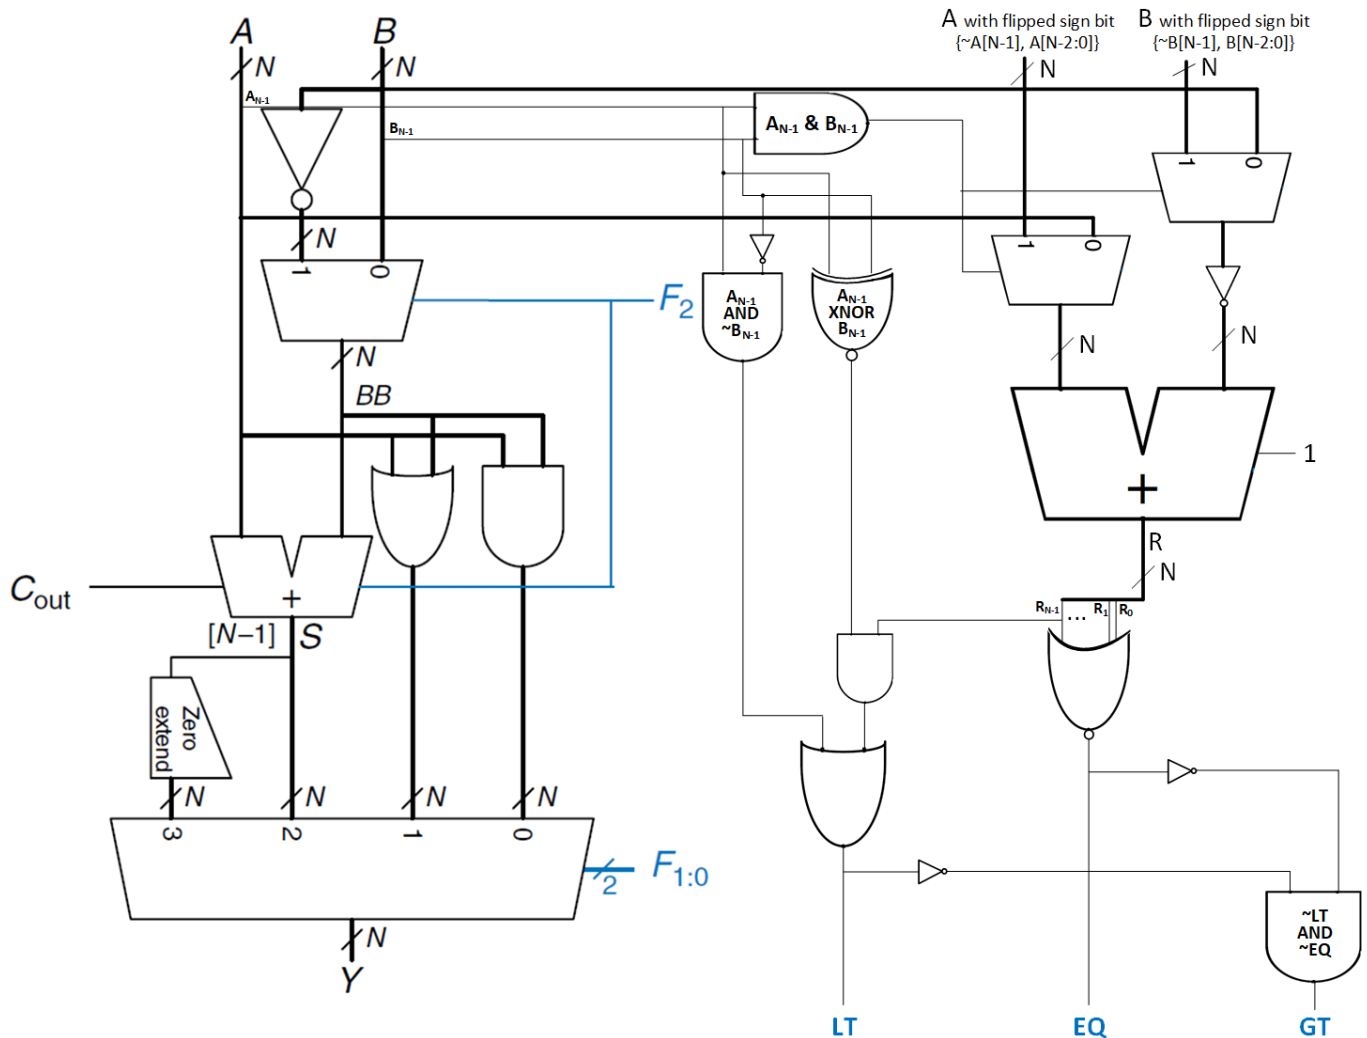 A
B
A with flipped sign bit
{~A[N-1], A[N-2:0]}
B with flipped sign bit
{~B[N-1], B[N-2:0]}
N
N
N
N
AN-1
BN-1
AN-1 & BN-1
1
0
N
1
0
1
0
F2
AN-1
AND
~BN-1
AN-1
XNOR
BN-1
N
N
N
BB
1
+
R
N
Cout
+
[N–1]
S
RN-1
...
R1
R0
Zero
extend
N
N
N
N
3
2
1
0
2
F1:0
~LT
AND
~EQ
N
Y
LT
EQ
GT